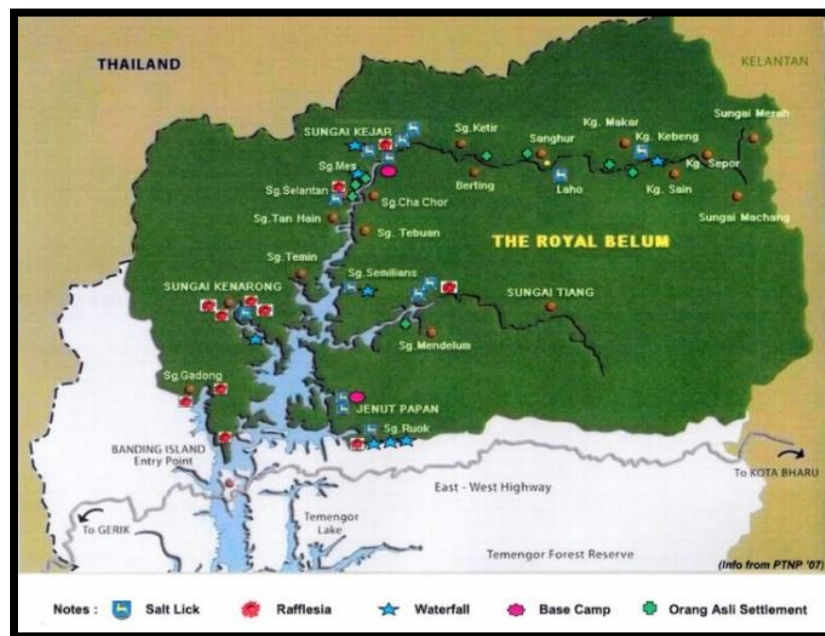 THAILAND
KELANTAN
SUNGAI KEJAR
Sg.Ketir
Sanghur
Kg. Makar
Kg. Kebeng
Sungai Merah
Sg.Mes
Berting
Laho
Kg. Sepor
Kg. Sain
Sg.Selantan
Sg.Cha Chor
Sungai Machang
Sg.Tan Hain
Sg. Tebuan
THE ROYAL BELUM
Sg.Temin
Sg.Semilians
SUNGAI KENARONG
SUNGAI TIANG
Sg.Mendelum
Sg.Gadong
JENUT PAPAN
Sg.Ruok
BANDING ISLAND
Entry Point
To KOTA BHARU
East - West Highway
To GERIK
Temengor
Lake
Temengor Forest Reserve
(Info from PTNP '07)
Notes : Salt Lick Rafflesia Waterfall Base Camp Orang Asli Settlement